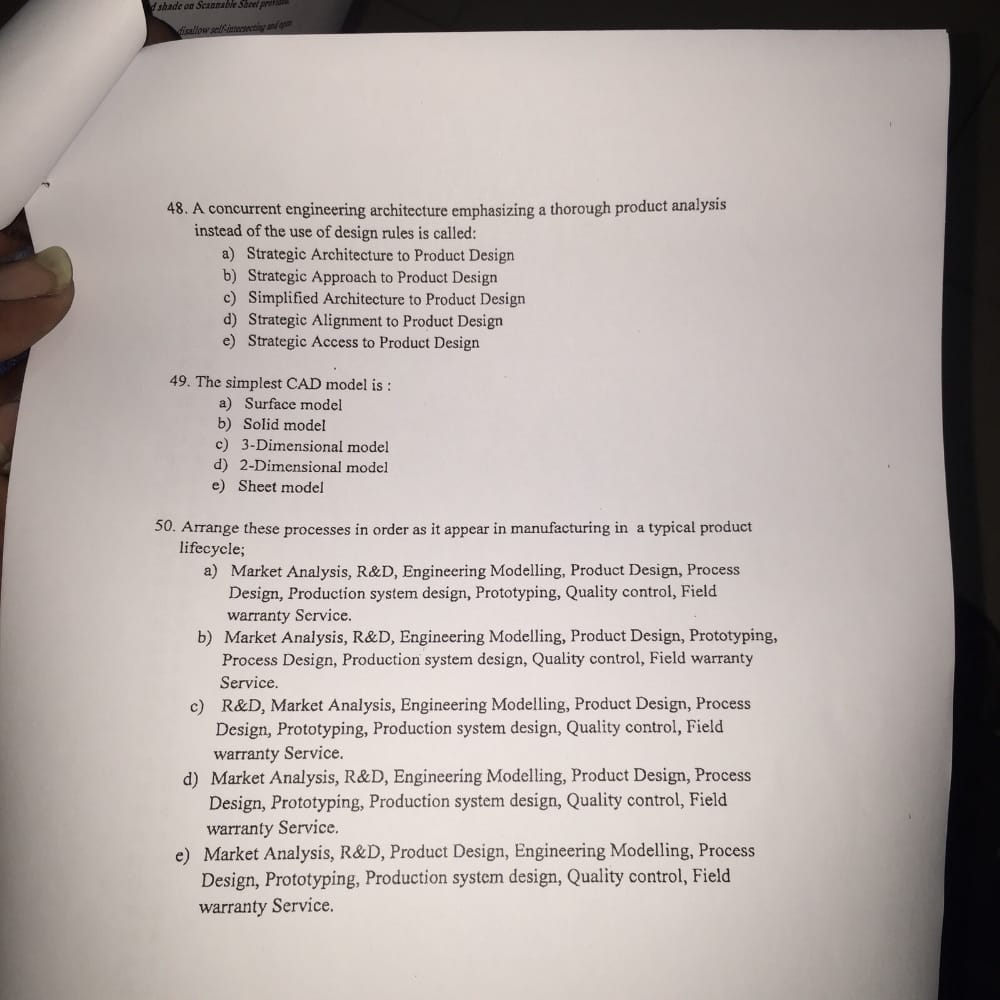 d shade on Scannable Sheet
disallow self-intersecting and open
48. A concurrent engineering architecture emphasizing a thorough product analysis
instead of the use of design rules is called:
a) Strategic Architecture to Product Design
b) Strategic Approach to Product Design
c) Simplified Architecture to Product Design
d) Strategic Alignment to Product Design
e) Strategic Access to Product Design
49. The simplest CAD model is :
a) Surface model
b) Solid model
c) 3-Dimensional model
d) 2-Dimensional model
e) Sheet model
50. Arrange these processes in order as it appear in manufacturing in a typical product
lifecycle;
a) Market Analysis, R&D, Engineering Modelling, Product Design, Process
Design, Production system design, Prototyping, Quality control, Field
warranty Service.
b) Market Analysis, R&D, Engineering Modelling, Product Design, Prototyping,
Process Design, Production system design, Quality control, Field warranty
Service.
c) R&D, Market Analysis, Engineering Modelling, Product Design, Process
Design, Prototyping, Production system design, Quality control, Field
warranty Service.
d) Market Analysis, R&D, Engineering Modelling, Product Design, Process
Design, Prototyping, Production system design, Quality control, Field
warranty Service.
e) Market Analysis, R&D, Product Design, Engineering Modelling, Process
Design, Prototyping, Production system design, Quality control, Field
warranty Service.